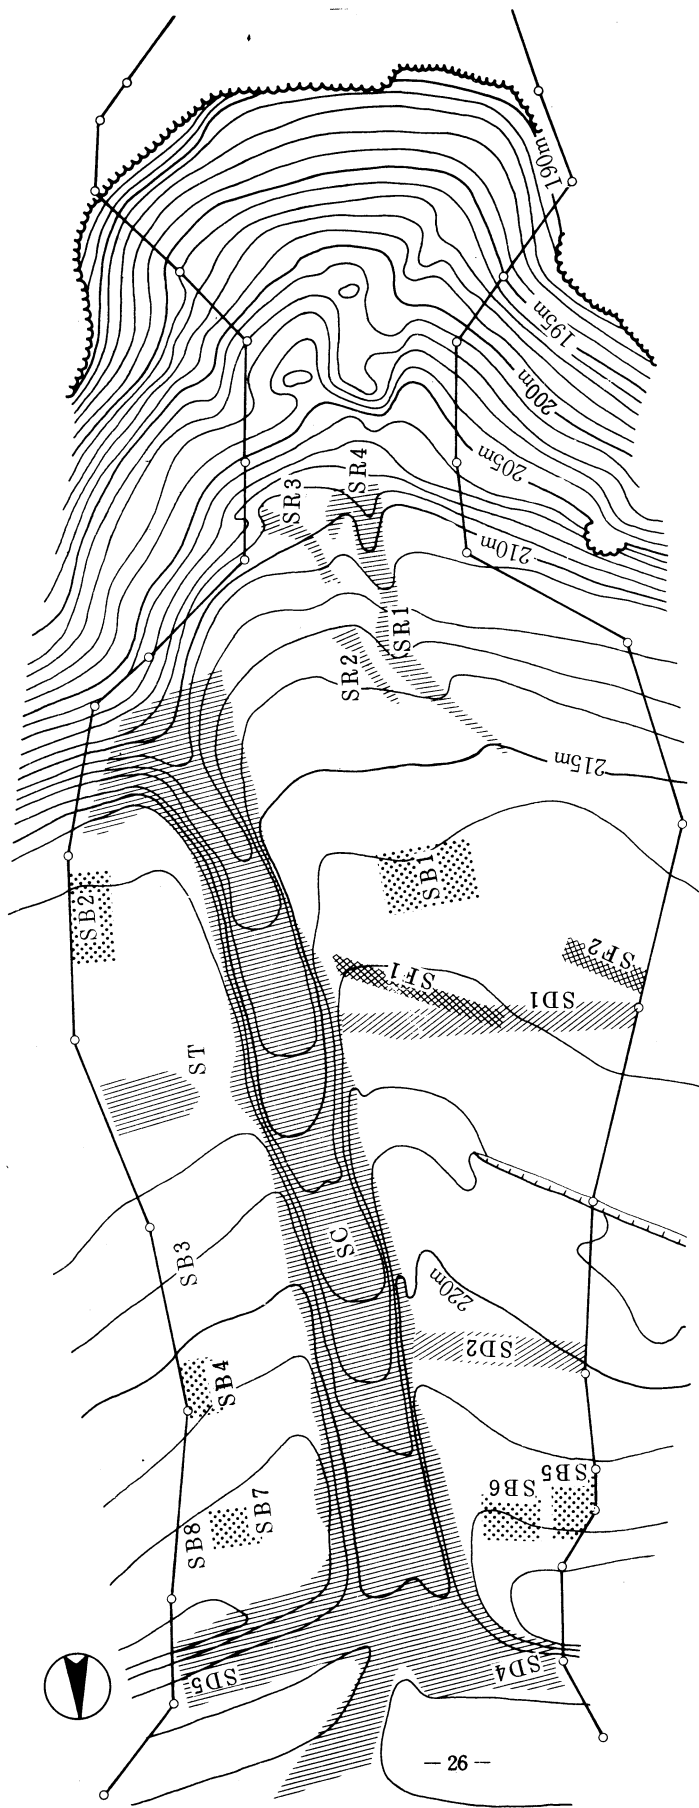 190m
195m
200m
205m
SR4
SR3
210m
SR1
SR2
215m
SB1
SB2
SF2
SF1
SD1
ST
SC
SB3
220m
SD2
SB4
SB5
SB6
SB7
SB8
SD4
SD5
— 26 —